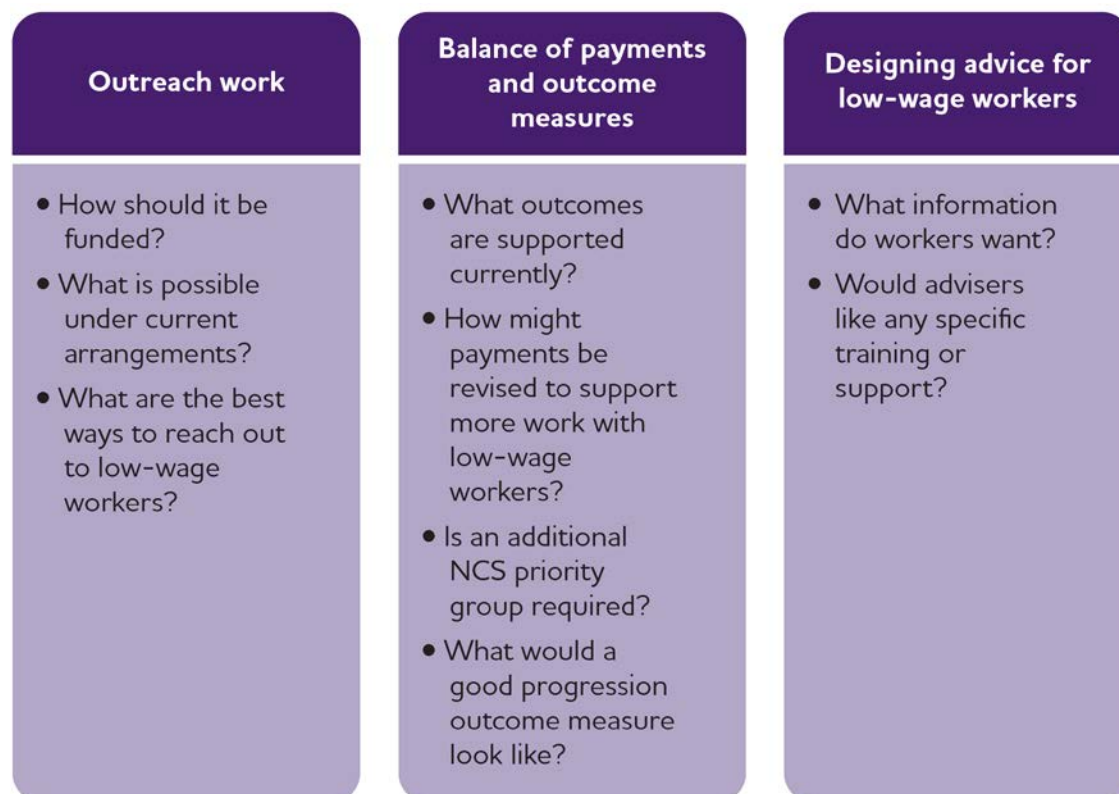 Outreach work
• How should it be
funded?
• What is possible
under current
arrangements?
• What are the best
ways to reach out
to low-wage
workers?
Balance of payments
and outcome
measures
• What outcomes
are supported
currently?
• How might
payments be
revised to support
more work with
low-wage
workers?
• Is an additional
NCS priority
group required?
• What would a
good progression
outcome measure
look like?
Designing advice for
low-wage workers
• What information
do workers want?
• Would advisers
like any specific
training or
support?